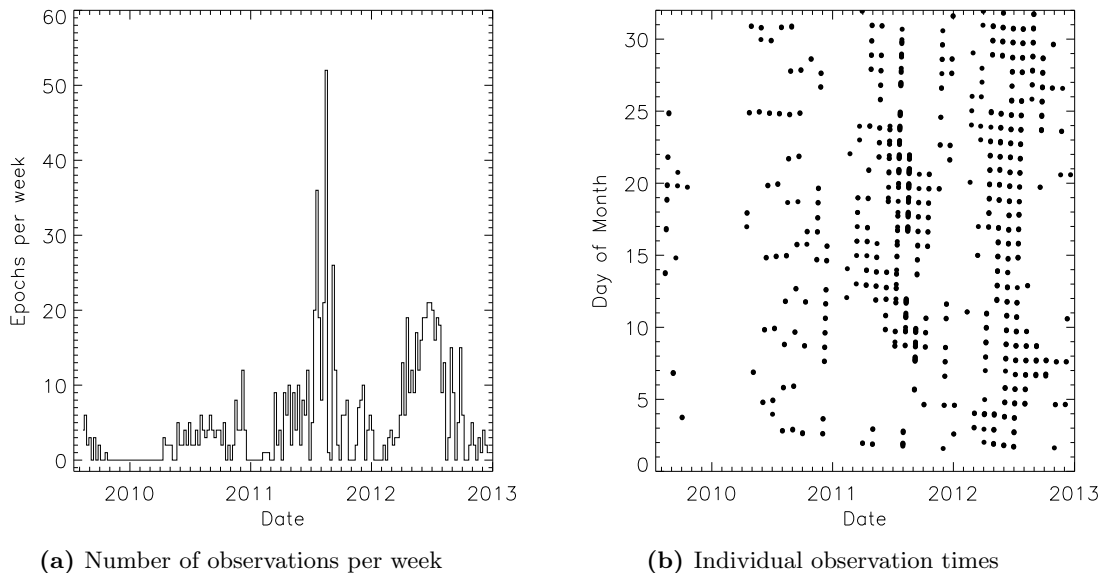 60
50
40
30
20
10
0
Epochs per week
2010 2011 2012 2013
Date
(a) Number of observations per week
30
25
20
15
10
5
0
Day of Month
2010 2011 2012 2013
Date
(b) Individual observation times